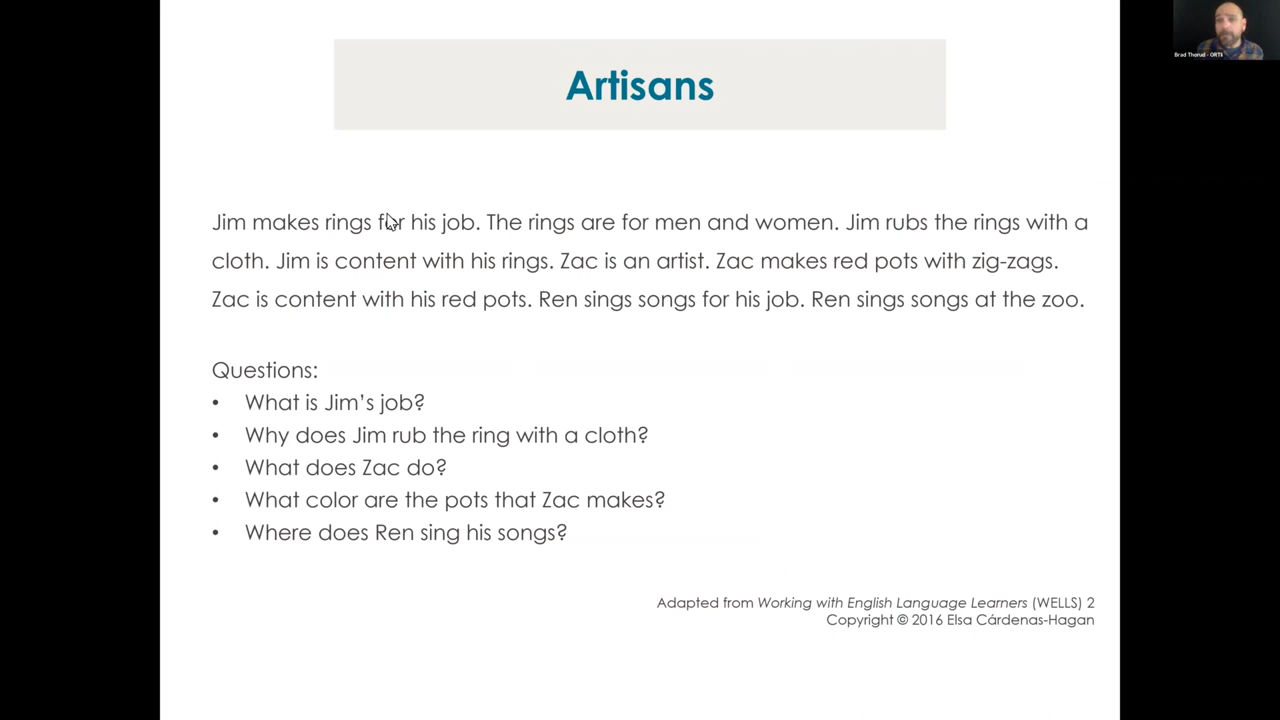 Artisans
Jim makes rings for his job. The rings are for men and women. Jim rubs the rings with a
cloth. Jim is content with his rings. Zac is an artist. Zac makes red pots with zig-zags.
Zac is content with his red pots. Ren sings songs for his job. Ren sings songs at the zoo.
Questions:
• What is Jim's job?
• Why does Jim rub the ring with a cloth?
• What does Zac do?
• What color are the pots that Zac makes?
• Where does Ren sing his songs?
Adapted from Working with English Language Learners (WELLS) 2
Copyright © 2016 Elsa Cárdenas-Hagan
Brad Thorud - ORTIi